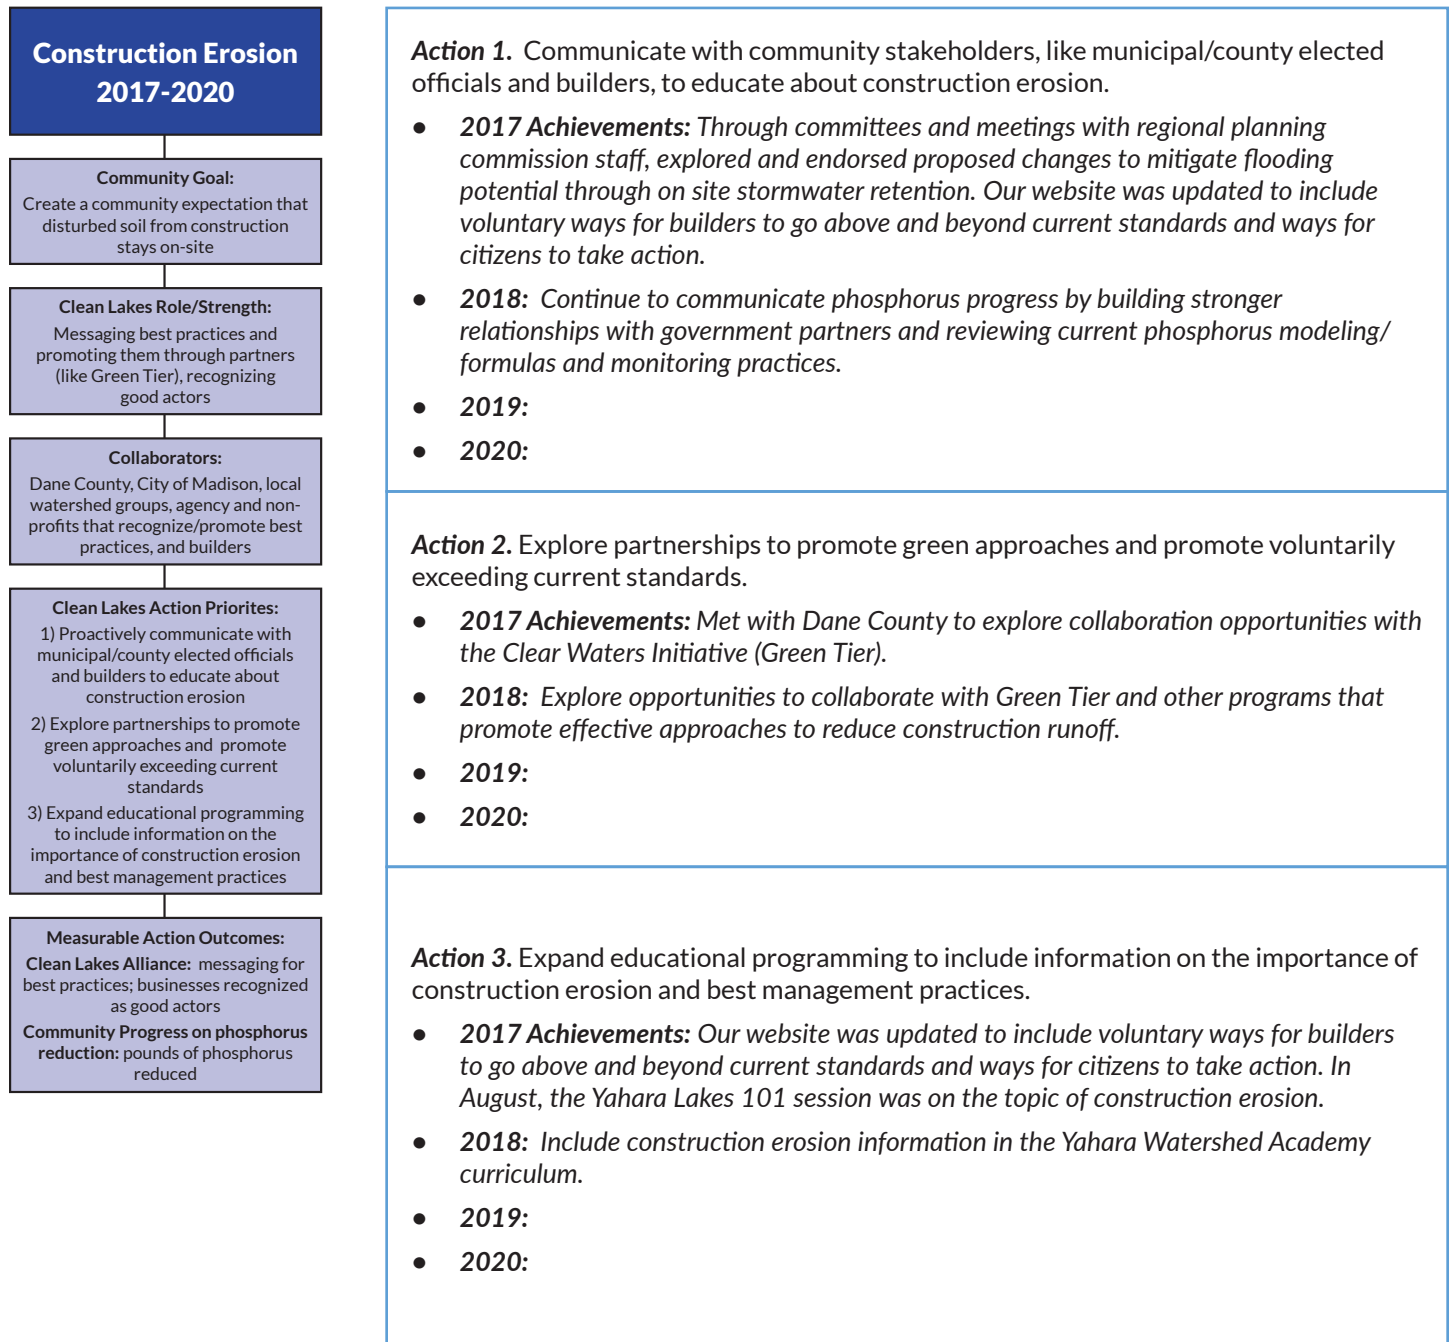 Construction Erosion
2017-2020
Community Goal:
Create a community expectation that
disturbed soil from construction
stays on-site
Clean Lakes Role/Strength:
Messaging best practices and
promoting them through partners
(like Green Tier), recognizing
good actors
Collaborators:
Dane County, City of Madison, local
watershed groups, agency and non-
profits that recognize/promote best
practices, and builders
Clean Lakes Action Priorites:
1) Proactively communicate with
municipal/county elected officials
and builders to educate about
construction erosion
2) Explore partnerships to promote
green approaches and  promote
voluntarily exceeding current
standards
3) Expand educational programming
to include information on the
importance of construction erosion
and best management practices
Measurable Action Outcomes:
Clean Lakes Alliance:  messaging for
best practices; businesses recognized
as good actors
Community Progress on phosphorus
reduction: pounds of phosphorus
reduced
Action 1.  Communicate with community stakeholders, like municipal/county elected
officials and builders, to educate about construction erosion.
• 2017 Achievements: Through committees and meetings with regional planning
commission staff, explored and endorsed proposed changes to mitigate flooding
potential through on site stormwater retention. Our website was updated to include
voluntary ways for builders to go above and beyond current standards and ways for
citizens to take action.
• 2018:  Continue to communicate phosphorus progress by building stronger
relationships with government partners and reviewing current phosphorus modeling/
formulas and monitoring practices.
• 2019:
• 2020:
Action 2. Explore partnerships to promote green approaches and promote voluntarily
exceeding current standards.
• 2017 Achievements: Met with Dane County to explore collaboration opportunities with
the Clear Waters Initiative (Green Tier).
• 2018:  Explore opportunities to collaborate with Green Tier and other programs that
promote effective approaches to reduce construction runoff.
• 2019:
• 2020:
Action 3. Expand educational programming to include information on the importance of
construction erosion and best management practices.
• 2017 Achievements: Our website was updated to include voluntary ways for builders
to go above and beyond current standards and ways for citizens to take action. In
August, the Yahara Lakes 101 session was on the topic of construction erosion.
• 2018:  Include construction erosion information in the Yahara Watershed Academy
curriculum.
• 2019:
• 2020: